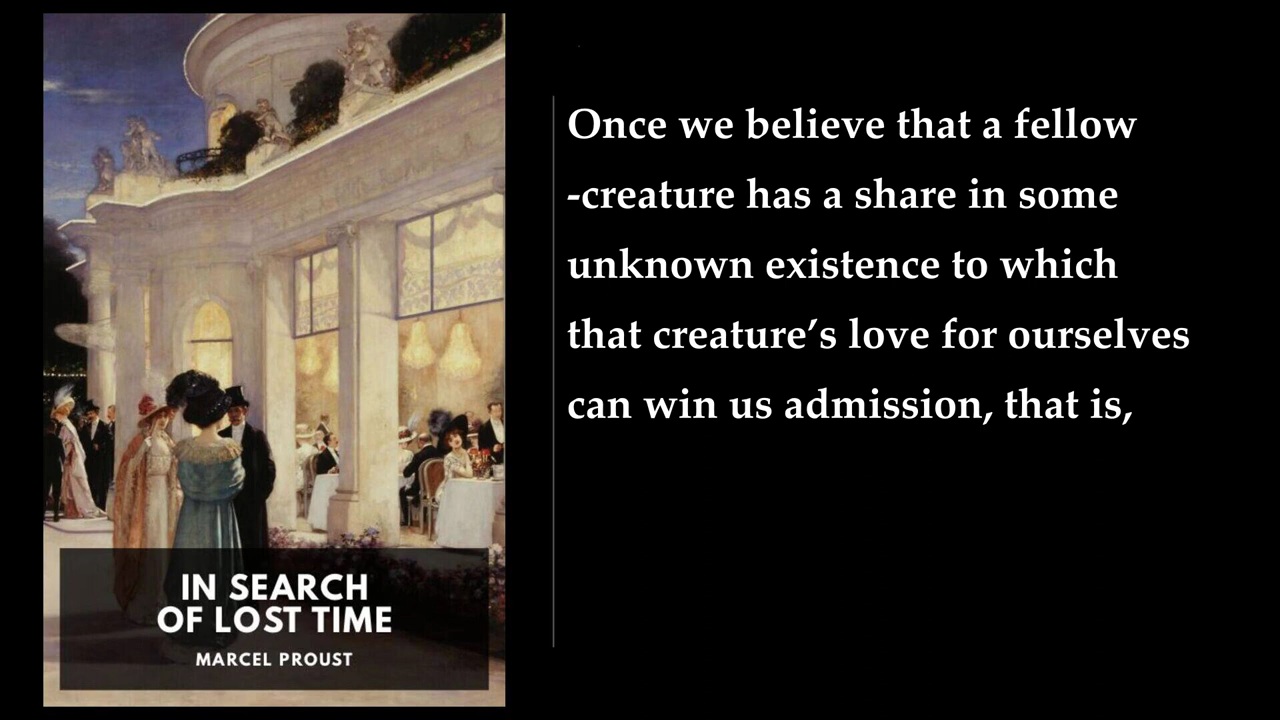 IN SEARCH
OF LOST TIME
MARCEL PROUST
Once we believe that a fellow
-creature has a share in some
unknown existence to which
that creature’s love for ourselves
can win us admission, that is,